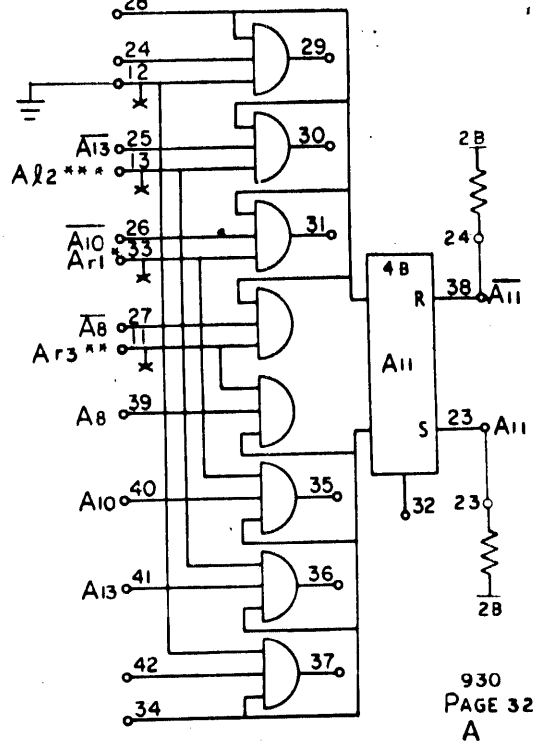 28
24
29
12
A13 25
30
Al2*** 13
A10 26
31
Ar1* 33
A8 27
Ar3** 11
A8 39
A10 40
35
A13 41
36
42
37
34
4B
R
A11
S
32
2B
24
38 A11
23 A11
23
2B
930
PAGE 32
A